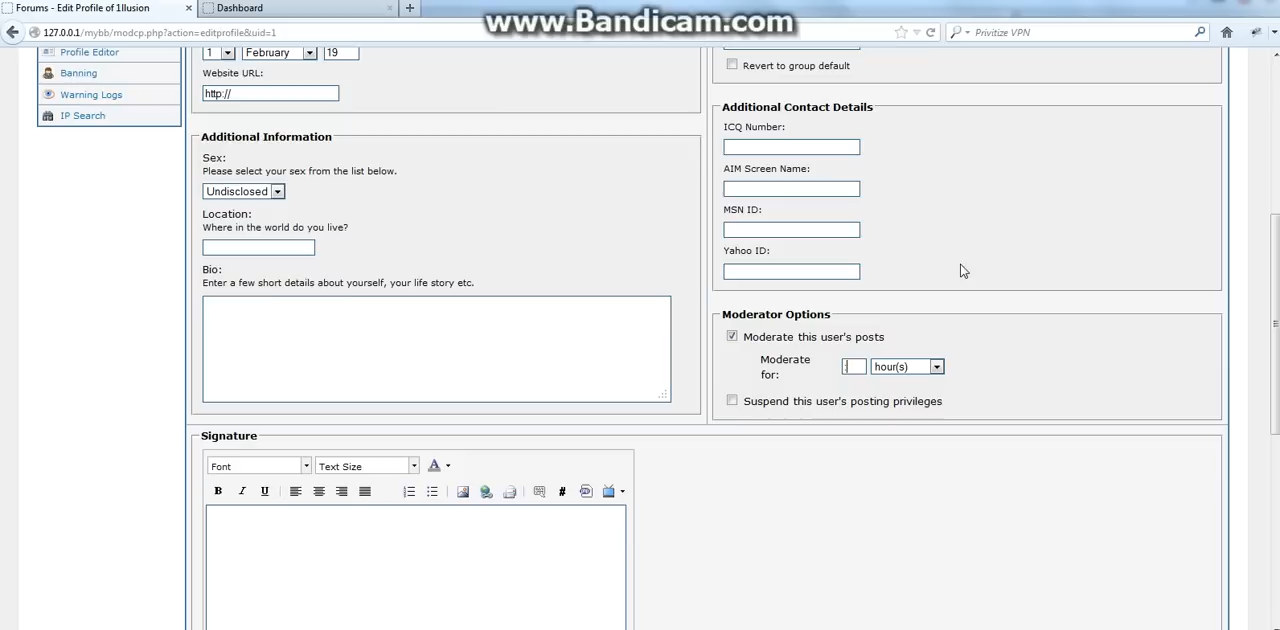 Forums - Edit Profile of 1Illusion
Dashboard
www.Bandicam.com
127.0.0.1/mybb/modcp.php?action=editprofile&uid=1
Privitize VPN
Profile Editor
Banning
Warning Logs
IP Search
1 February 19
Website URL:
http://
Additional Information
Sex:
Please select your sex from the list below.
Undisclosed
Location:
Where in the world do you live?
Bio:
Enter a few short details about yourself, your life story etc.
Revert to group default
Additional Contact Details
ICQ Number:
AIM Screen Name:
MSN ID:
Yahoo ID:
Moderator Options
Moderate this user's posts
Moderate
for:
hour(s)
Suspend this user's posting privileges
Signature
Font
Text Size
A
B I U
#